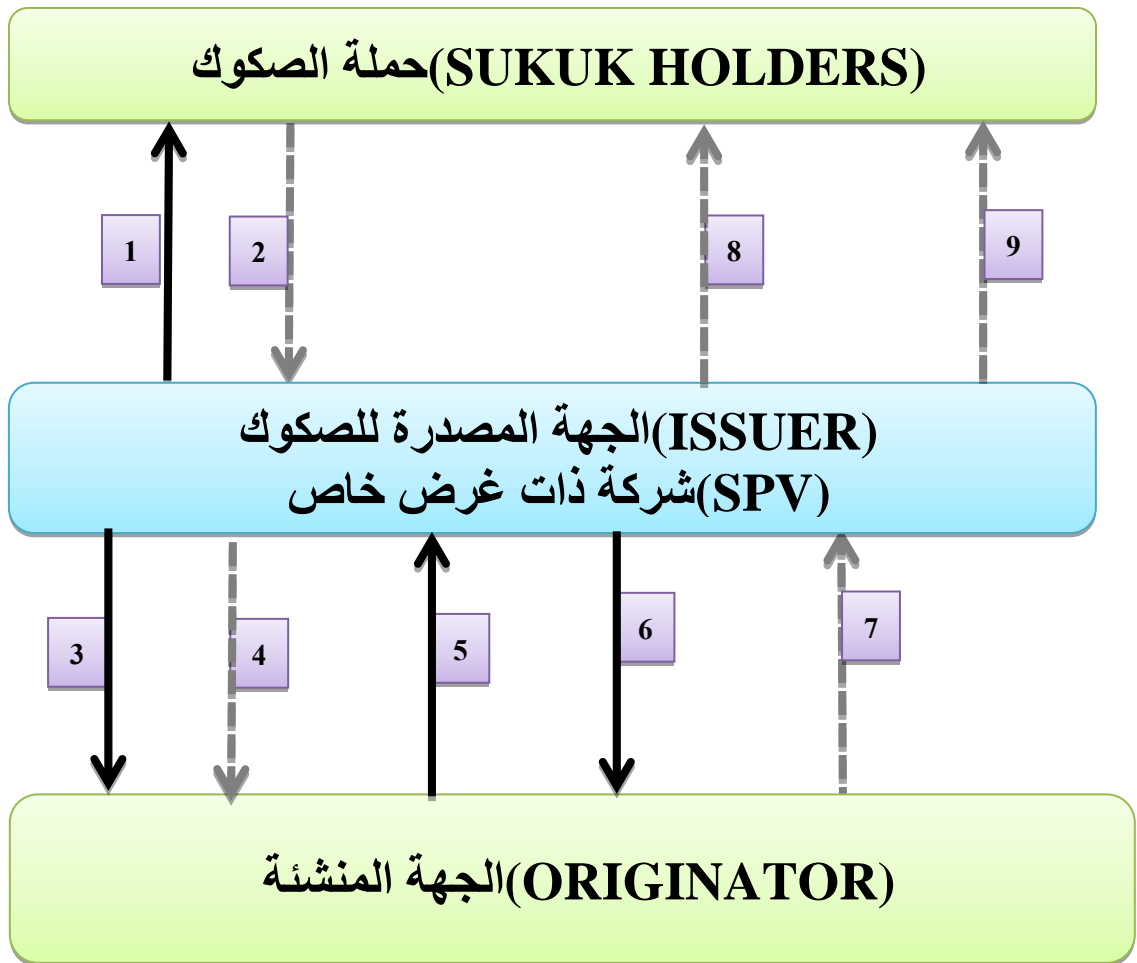 حملة الصكوك(SUKUK HOLDERS)
1
2
8
9
الجهة المصدرة للصكوك(ISSUER)
شركة ذات غرض خاص(SPV)
3
4
5
6
7
الجهة المنشئة(ORIGINATOR)